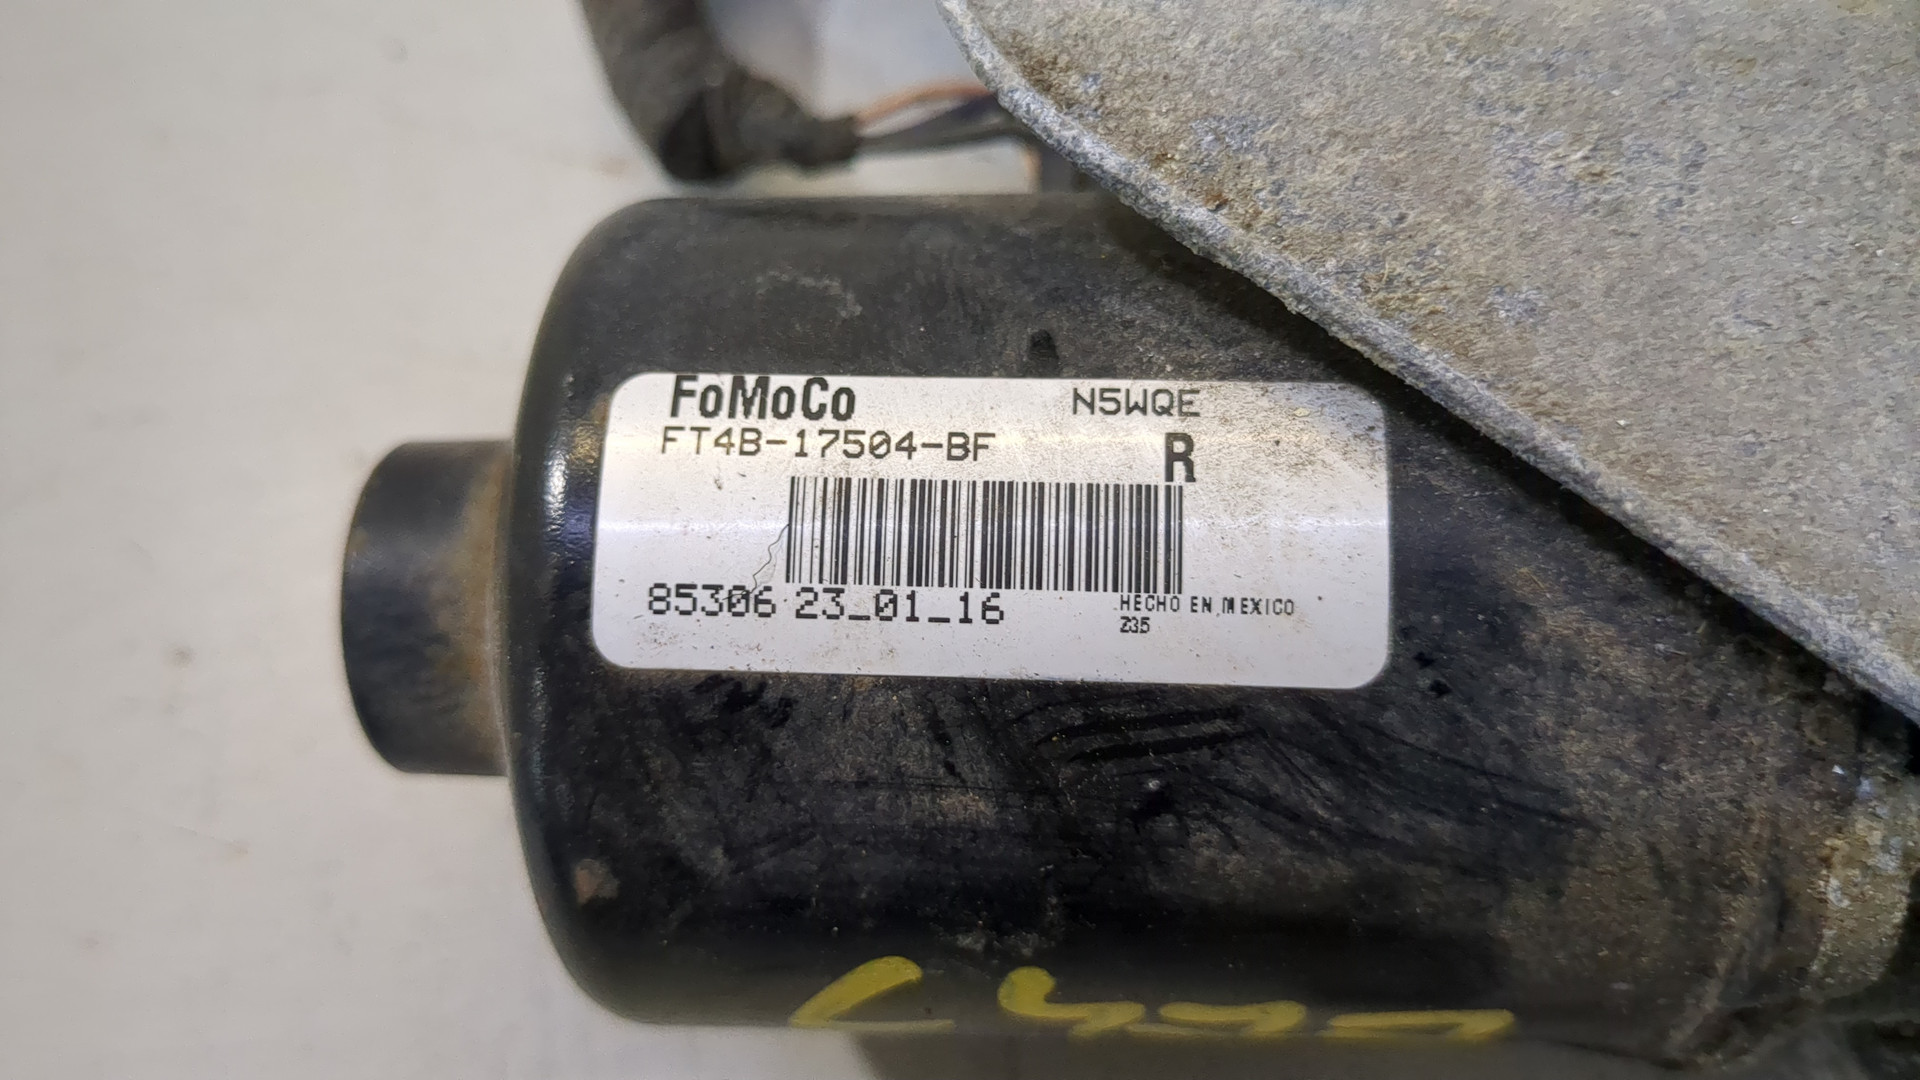 FoMoCo N5WQE
FT4B-17504-BF R
85306 23_01_16 HECHO EN MEXICO
Z35